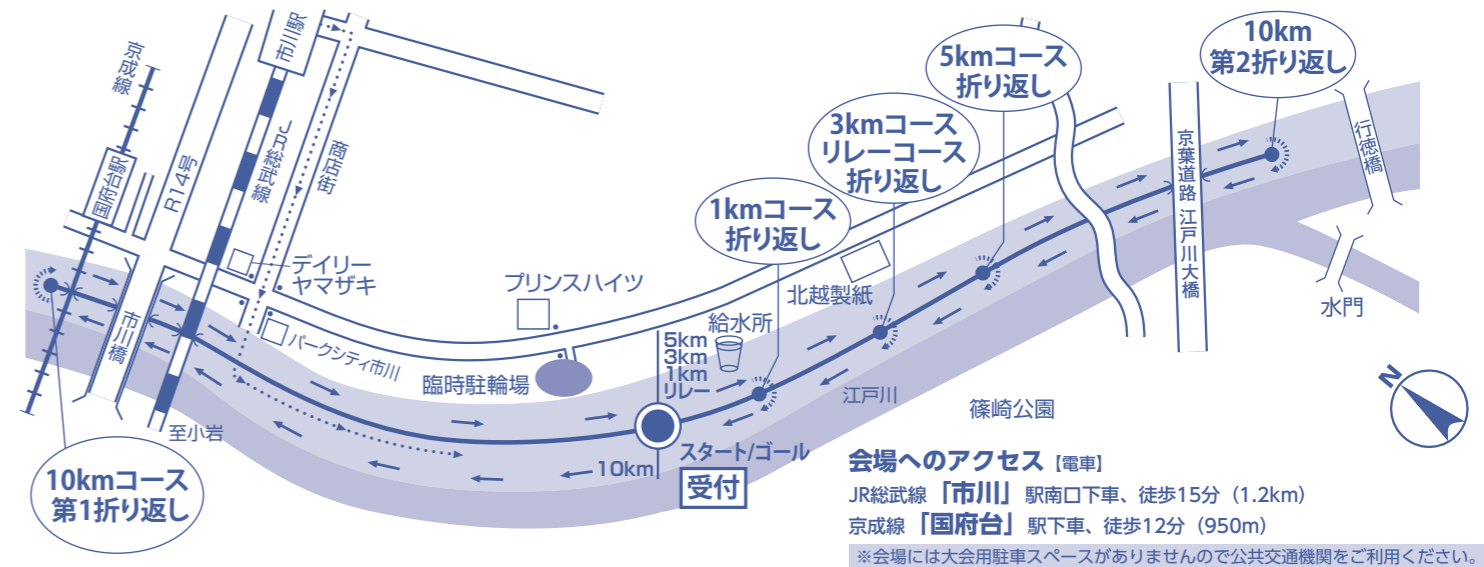 京成線
国府台駅
R14号
市川駅
JR総武線
商店街
デイリー
ヤマザキ
パークシティ市川
市川橋
至小岩
10kmコース
第1折り返し
プリンスハイツ
臨時駐輪場
5km
3km
1km
リレー
10km
給水所
スタート/ゴール
受付
1kmコース
折り返し
3kmコース
リレーコース
折り返し
5kmコース
折り返し
10km
第2折り返し
北越製紙
江戸川
篠崎公園
京葉道路 江戸川大橋
行徳橋
水門
N
会場へのアクセス【電車】
JR総武線「市川」駅南口下車、徒歩15分（1.2km）
京成線「国府台」駅下車、徒歩12分（950m）
※会場には大会用駐車スペースがありませんので公共交通機関をご利用ください。